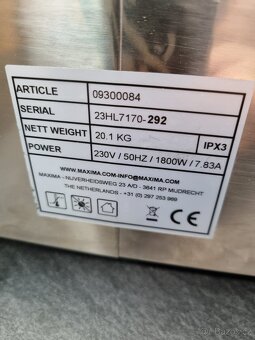 ARTICLE 09300084
SERIAL 23HL7170-292
NETT WEIGHT 20.1 KG IPX3
POWER 230V / 50HZ / 1800W / 7.83A
WWW.MAXIMA.COM-INFO@MAXIMA.COM
MAXIMA - NIJVERHEIDSWEG 23 A/D - 3641 RP MIJDRECHT
THE NETHERLANDS - +31 (0) 297 253 969
CE